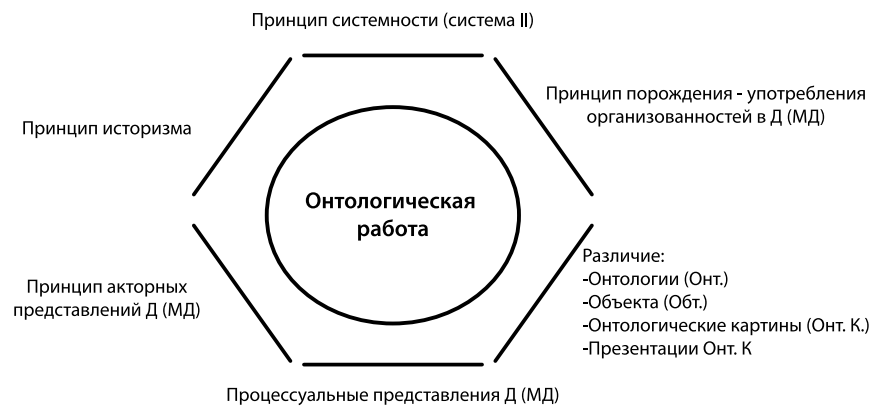 Принцип системности (система II)
Принцип порождения - употребления
организованностей в Д (МД)
Принцип историзма
Онтологическая
работа
Различие:
-Онтологии (Онт.)
-Объекта (Обт.)
-Онтологические картины (Онт. К.)
-Презентации Онт. К
Принцип акторных
представлений Д (МД)
Процессуальные представления Д (МД)